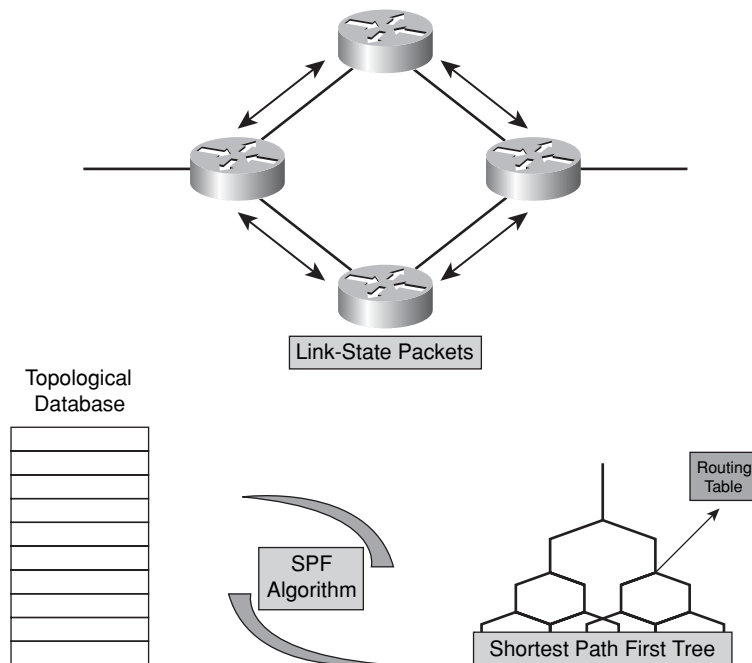 Link-State Packets
Topological
Database
SPF
Algorithm
Routing
Table
Shortest Path First Tree